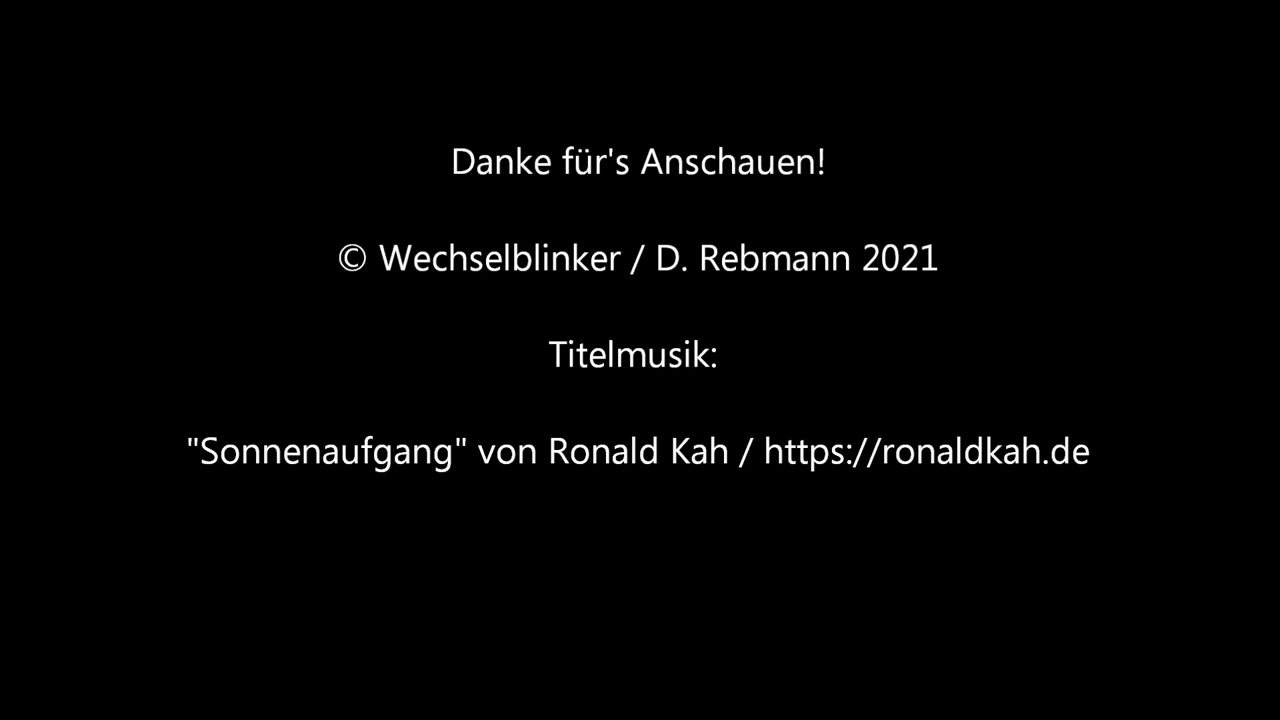 Danke für's Anschauen!
© Wechselblinker / D. Rebmann 2021
Titelmusik:
"Sonnenaufgang" von Ronald Kah / https://ronaldkah.de